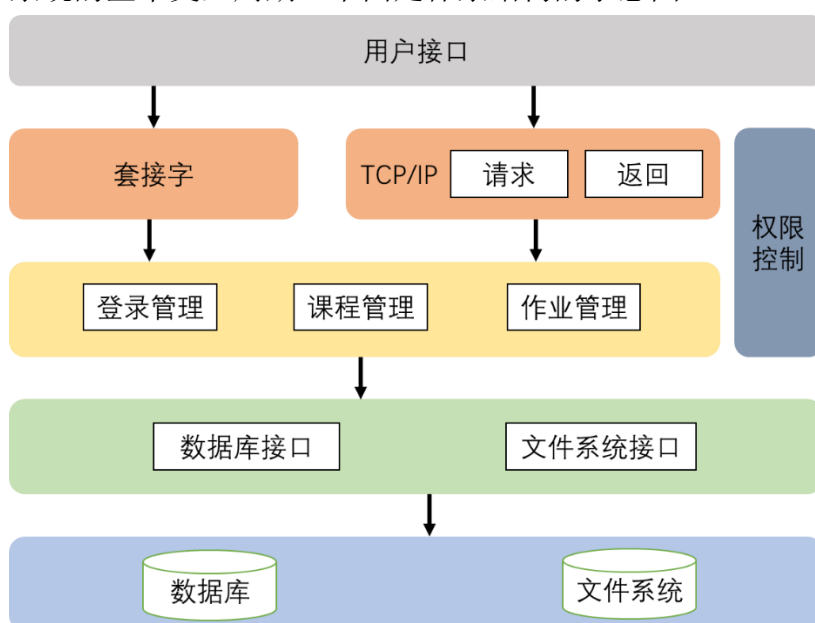 用户接口
套接字
TCP/IP 请求 返回
权限
控制
登录管理 课程管理 作业管理
数据库接口 文件系统接口
数据库 文件系统